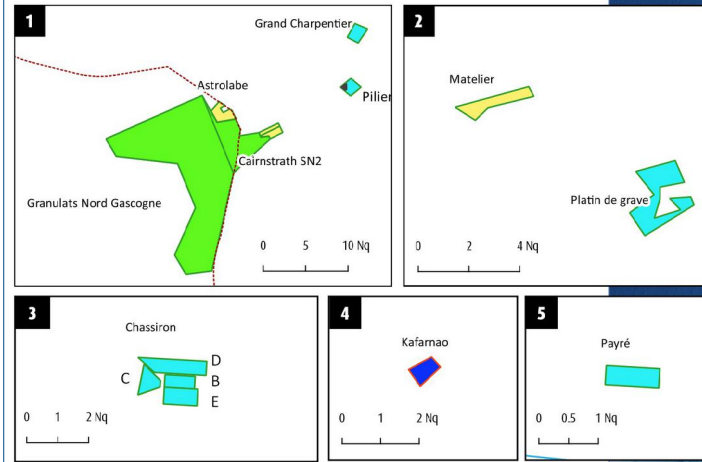 1
Grand Charpentier
Astrolabe
Pilier
Cairnstrath SN2
Granulats Nord Gascogne
0 5 10 Nq
2
Matelier
Platin de grave
0 2 4 Nq
3
Chassiron
D
C
B
E
0 1 2 Nq
4
Kafarnao
0 1 2 Nq
5
Payré
0 0.5 1 Nq